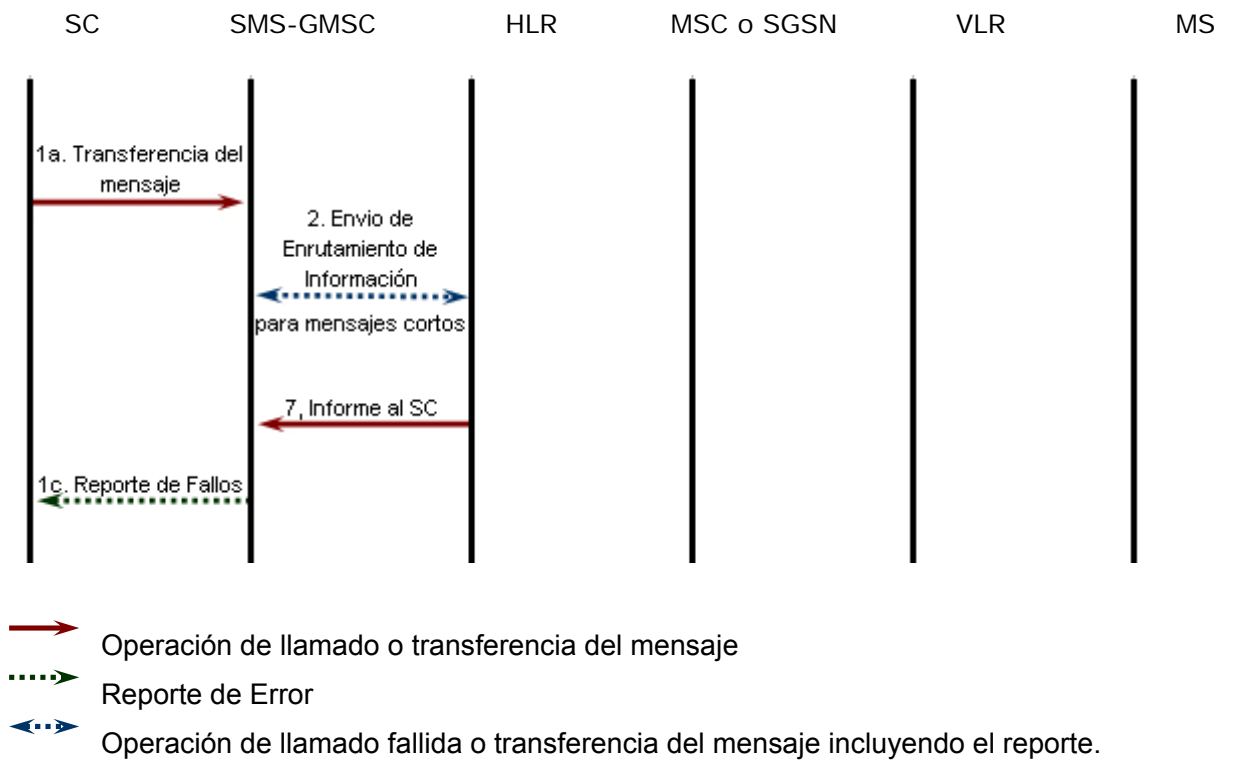 SC SMS-GMSC HLR MSC o SGSN VLR MS
1a. Transferencia del
mensaje
2. Envio de
Enrutamiento de
Información
para mensajes cortos
7, Informe al SC
1c. Reporte de Fallos
Operación de llamado o transferencia del mensaje
Reporte de Error
Operación de llamado fallida o transferencia del mensaje incluyendo el reporte.